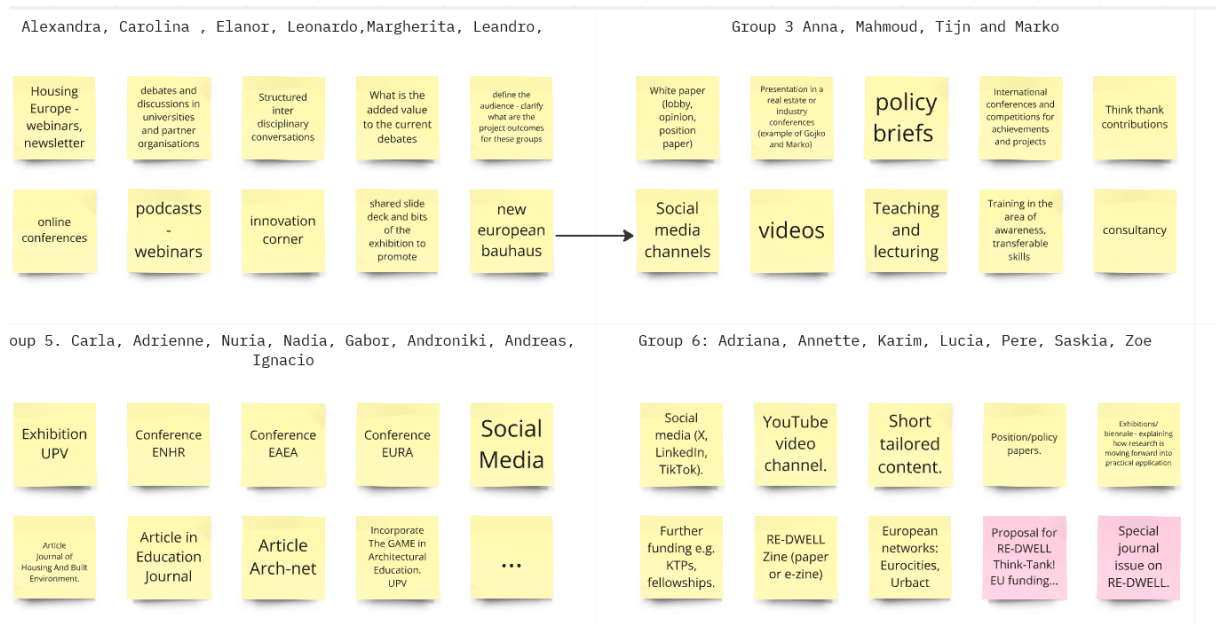 Alexandra, Carolina , Elanor, Leonardo,Margherita, Leandro,
Housing
Europe -
webinars,
newsletter
debates and
discussions in
universities
and partner
organisations
Structured
inter
disciplinary
conversations
What is the
added value
to the current
debates
define the
audience - clarify
what are the
project outcomes
for these groups
online
conferences
podcasts
-
webinars
innovation
corner
shared slide
deck and bits
of the
exhibition to
promote
new
european
bauhaus
Group 3 Anna, Mahmoud, Tijn and Marko
White paper
(lobby,
opinion,
position
paper)
Presentation in a
real estate or
industry
conferences
(example of Gojko
and Marko)
policy
briefs
International
conferences and
competitions for
achievements
and projects
Think thank
contributions
Social
media
channels
videos
Teaching
and
lecturing
Training in the
area of
awareness,
transferable
skills
consultancy
oup 5. Carla, Adrienne, Nuria, Nadia, Gabor, Androniki, Andreas,
Ignacio
Exhibition
UPV
Conference
ENHR
Conference
EAEA
Conference
EURA
Social
Media
Article
Journal of
Housing And Built
Environment.
Article in
Education
Journal
Article
Arch-net
Incorporate
The GAME in
Architectural
Education.
UPV
...
Group 6: Adriana, Annette, Karim, Lucia, Pere, Saskia, Zoe
Social
media (X,
LinkedIn,
TikTok).
YouTube
video
channel.
Short
tailored
content.
Position/policy
papers.
Exhibitions/
biennale - explaining
how research is
moving forward into
practical application
Further
funding e.g.
KTPs,
fellowships.
RE-DWELL
Zine (paper
or e-zine)
European
networks:
Eurocities,
Urbact
Proposal for
RE-DWELL
Think-Tank!
EU funding...
Special
journal
issue on
RE-DWELL.